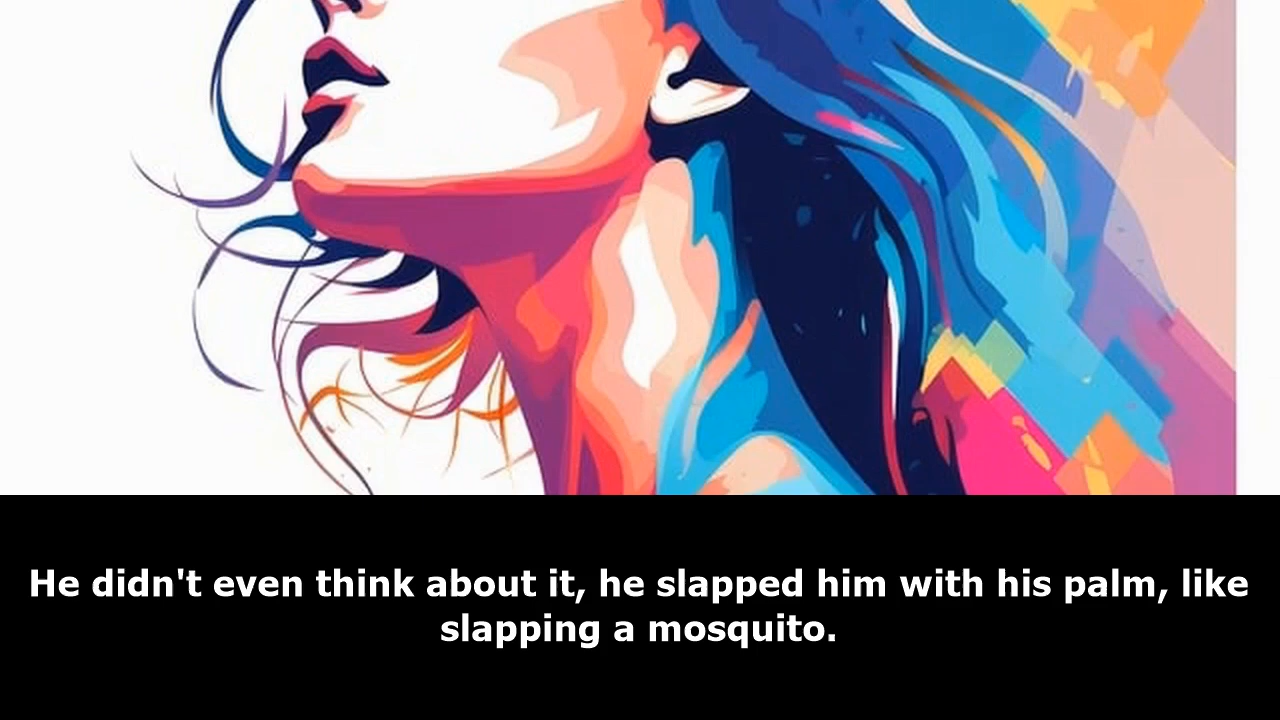 He didn't even think about it, he slapped him with his palm, like
slapping a mosquito.